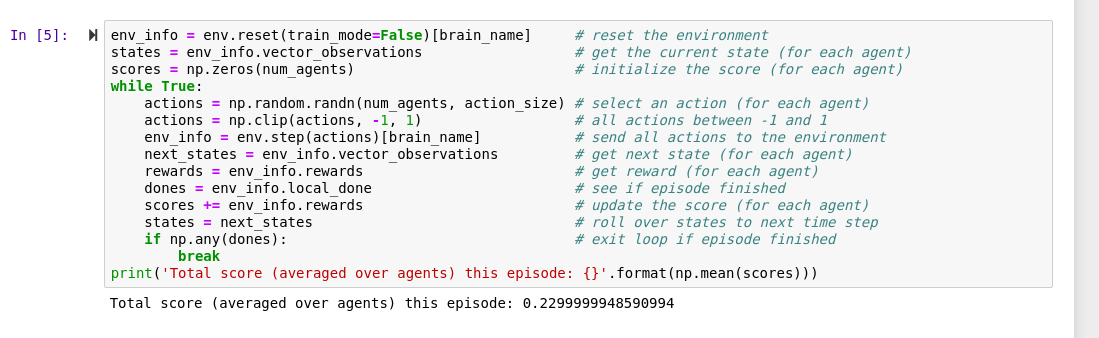 In [5]:
env_info = env.reset(train_mode=False)[brain_name]     # reset the environment
states = env_info.vector_observations                  # get the current state (for each agent)
scores = np.zeros(num_agents)                          # initialize the score (for each agent)
while True:
    actions = np.random.randn(num_agents, action_size) # select an action (for each agent)
    actions = np.clip(actions, -1, 1)                  # all actions between -1 and 1
    env_info = env.step(actions)[brain_name]           # send all actions to tne environment
    next_states = env_info.vector_observations         # get next state (for each agent)
    rewards = env_info.rewards                         # get reward (for each agent)
    dones = env_info.local_done                        # see if episode finished
    scores += env_info.rewards                         # update the score (for each agent)
    states = next_states                               # roll over states to next time step
    if np.any(dones):                                  # exit loop if episode finished
        break
print('Total score (averaged over agents) this episode: {}'.format(np.mean(scores)))
Total score (averaged over agents) this episode: 0.2299999948590994